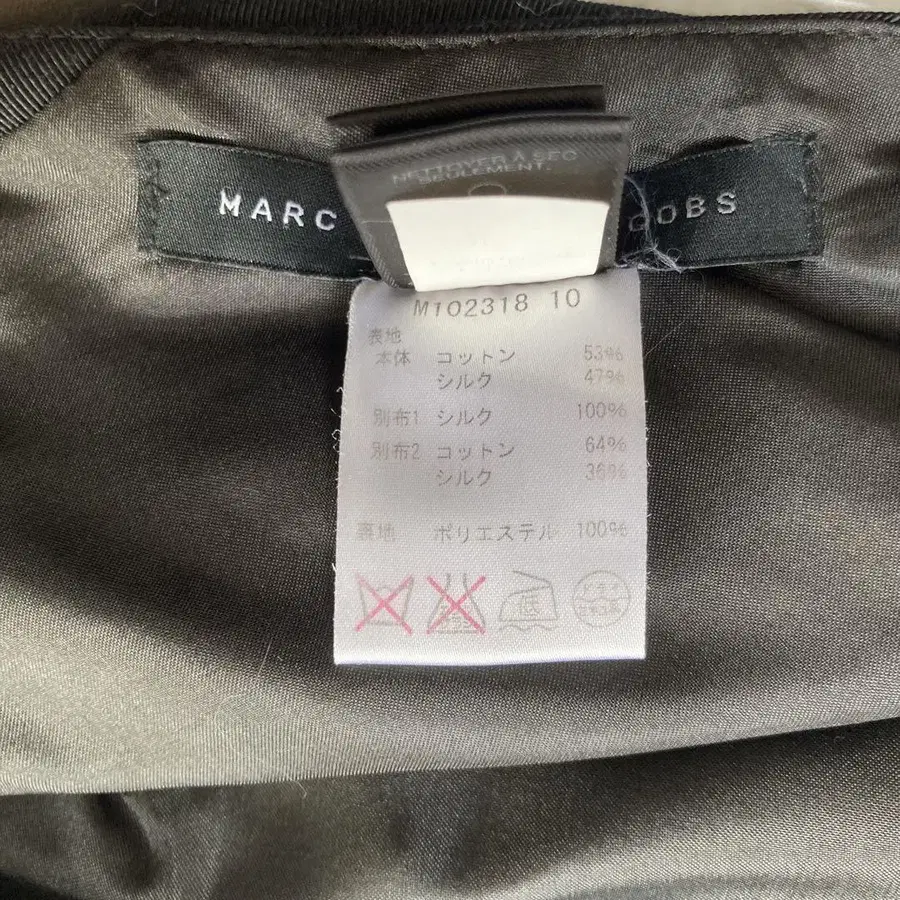 NETTOYER À SEC
SEULEMENT.
MARC
COBS
M102318 10
表地
本体 コットン 53%
シルク 47%
別布1 シルク 100%
別布2 コットン 64%
シルク 36%
裏地 ポリエステル 100%
低